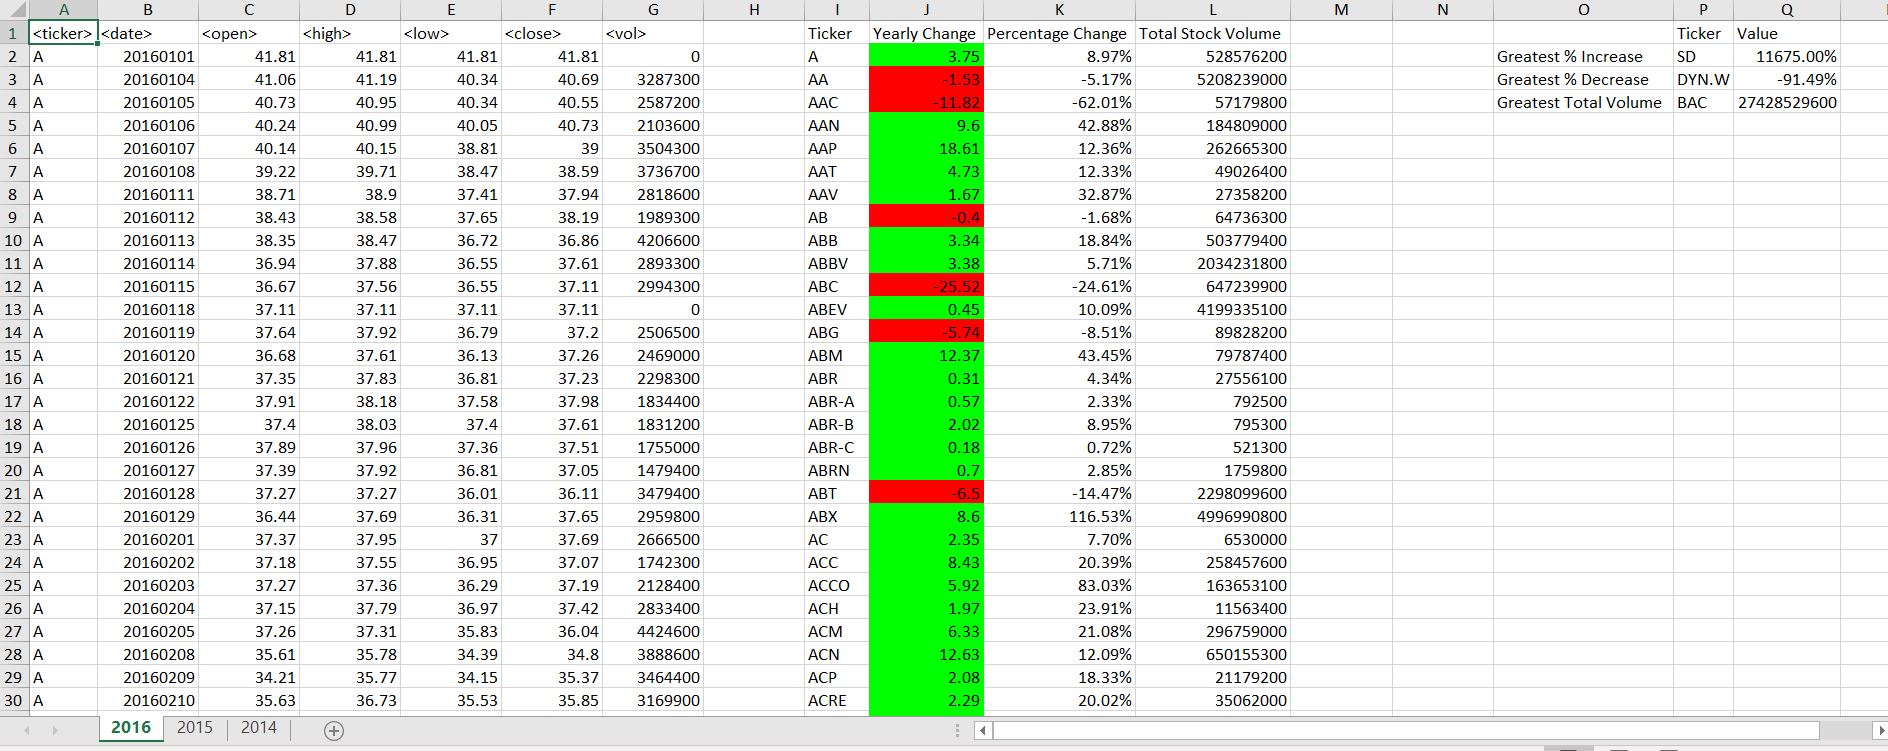 A B C D E F G H I J K L M N O P Q
1 <ticker> <date> <open> <high> <low> <close> <vol> Ticker Yearly Change Percentage Change Total Stock Volume Ticker Value
2 A 20160101 41.81 41.81 41.81 41.81 0 A 3.75 8.97% 528576200 Greatest % Increase SD 11675.00%
3 A 20160104 41.06 41.19 40.34 40.69 3287300 AA -1.53 -5.17% 5208239000 Greatest % Decrease DYN.W -91.49%
4 A 20160105 40.73 40.95 40.34 40.55 2587200 AAC -11.82 -62.01% 57179800 Greatest Total Volume BAC 27428529600
5 A 20160106 40.24 40.99 40.05 40.73 2103600 AAN 9.6 42.88% 184809000
6 A 20160107 40.14 40.15 38.81 39 3504300 AAP 18.61 12.36% 262665300
7 A 20160108 39.22 39.71 38.47 38.59 3736700 AAT 4.73 12.33% 49026400
8 A 20160111 38.71 38.9 37.41 37.94 2818600 AAV 1.67 32.87% 27358200
9 A 20160112 38.43 38.58 37.65 38.19 1989300 AB -0.4 -1.68% 64736300
10 A 20160113 38.35 38.47 36.72 36.86 4206600 ABB 3.34 18.84% 503779400
11 A 20160114 36.94 37.88 36.55 37.61 2893300 ABBV 3.38 5.71% 2034231800
12 A 20160115 36.67 37.56 36.55 37.11 2994300 ABC -25.52 -24.61% 647239900
13 A 20160118 37.11 37.11 37.11 37.11 0 ABEV 0.45 10.09% 4199335100
14 A 20160119 37.64 37.92 36.79 37.2 2506500 ABG -5.74 -8.51% 89828200
15 A 20160120 36.68 37.61 36.13 37.26 2469000 ABM 12.37 43.45% 79787400
16 A 20160121 37.35 37.83 36.81 37.23 2298300 ABR 0.31 4.34% 27556100
17 A 20160122 37.91 38.18 37.58 37.98 1834400 ABR-A 0.57 2.33% 792500
18 A 20160125 37.4 38.03 37.4 37.61 1831200 ABR-B 2.02 8.95% 795300
19 A 20160126 37.89 37.96 37.36 37.51 1755000 ABR-C 0.18 0.72% 521300
20 A 20160127 37.39 37.92 36.81 37.05 1479400 ABRN 0.7 2.85% 1759800
21 A 20160128 37.27 37.27 36.01 36.11 3479400 ABT -6.5 -14.47% 2298099600
22 A 20160129 36.44 37.69 36.31 37.65 2959800 ABX 8.6 116.53% 4996990800
23 A 20160201 37.37 37.95 37 37.69 2666500 AC 2.35 7.70% 6530000
24 A 20160202 37.18 37.55 36.95 37.07 1742300 ACC 8.43 20.39% 258457600
25 A 20160203 37.27 37.36 36.29 37.19 2128400 ACCO 5.92 83.03% 163653100
26 A 20160204 37.15 37.79 36.97 37.42 2833400 ACH 1.97 23.91% 11563400
27 A 20160205 37.26 37.31 35.83 36.04 4424600 ACM 6.33 21.08% 296759000
28 A 20160208 35.61 35.78 34.39 34.8 3888600 ACN 12.63 12.09% 650155300
29 A 20160209 34.21 35.77 34.15 35.37 3464400 ACP 2.08 18.33% 21179200
30 A 20160210 35.63 36.73 35.53 35.85 3169900 ACRE 2.29 20.02% 35062000
2016 2015 2014